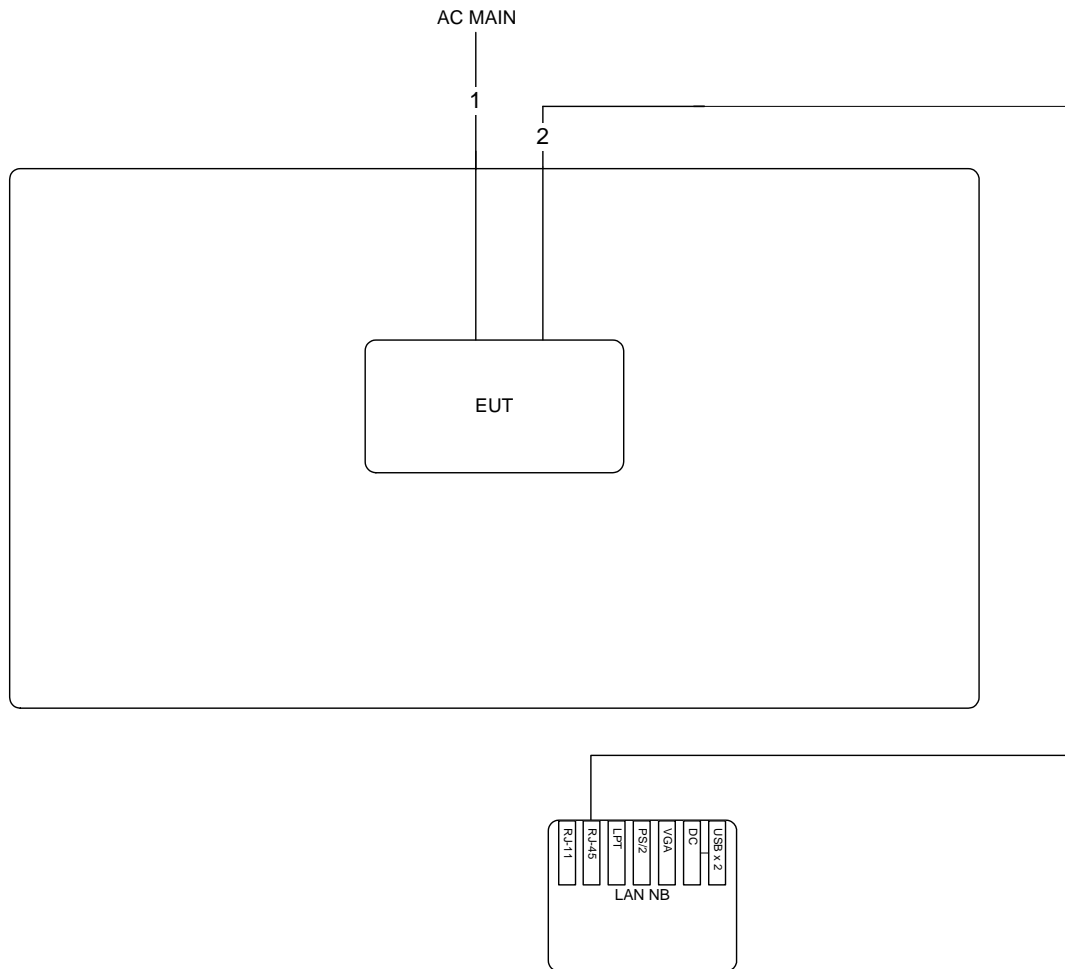 AC MAIN
1
2
EUT
RJ-11
RJ-45
LPT
PS/2
VGA
DC
USB x 2
LAN NB